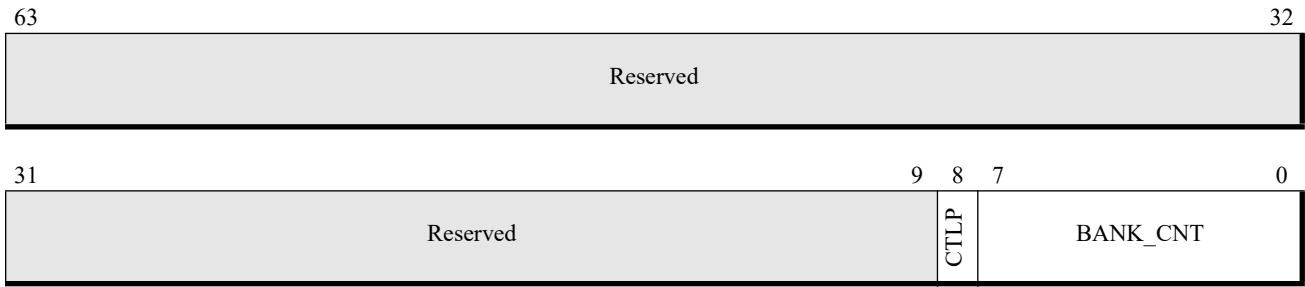 63 32
Reserved
31 9 8 7 0
Reserved CTLP BANK_CNT